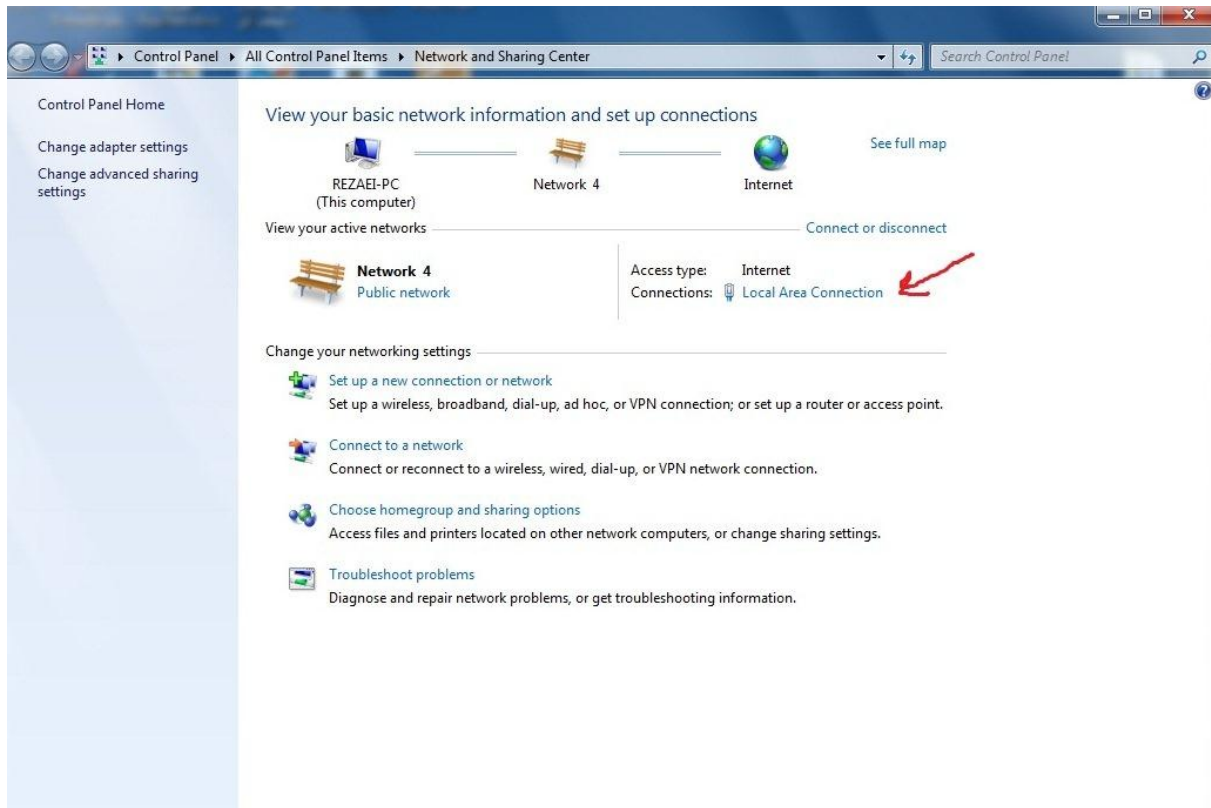 Control Panel ▸ All Control Panel Items ▸ Network and Sharing Center
Search Control Panel
Control Panel Home
Change adapter settings
Change advanced sharing
settings
View your basic network information and set up connections
See full map
REZAEI-PC
(This computer)
Network 4
Internet
View your active networks
Connect or disconnect
Network 4
Public network
Access type: Internet
Connections: Local Area Connection
Change your networking settings
Set up a new connection or network
Set up a wireless, broadband, dial-up, ad hoc, or VPN connection; or set up a router or access point.
Connect to a network
Connect or reconnect to a wireless, wired, dial-up, or VPN network connection.
Choose homegroup and sharing options
Access files and printers located on other network computers, or change sharing settings.
Troubleshoot problems
Diagnose and repair network problems, or get troubleshooting information.